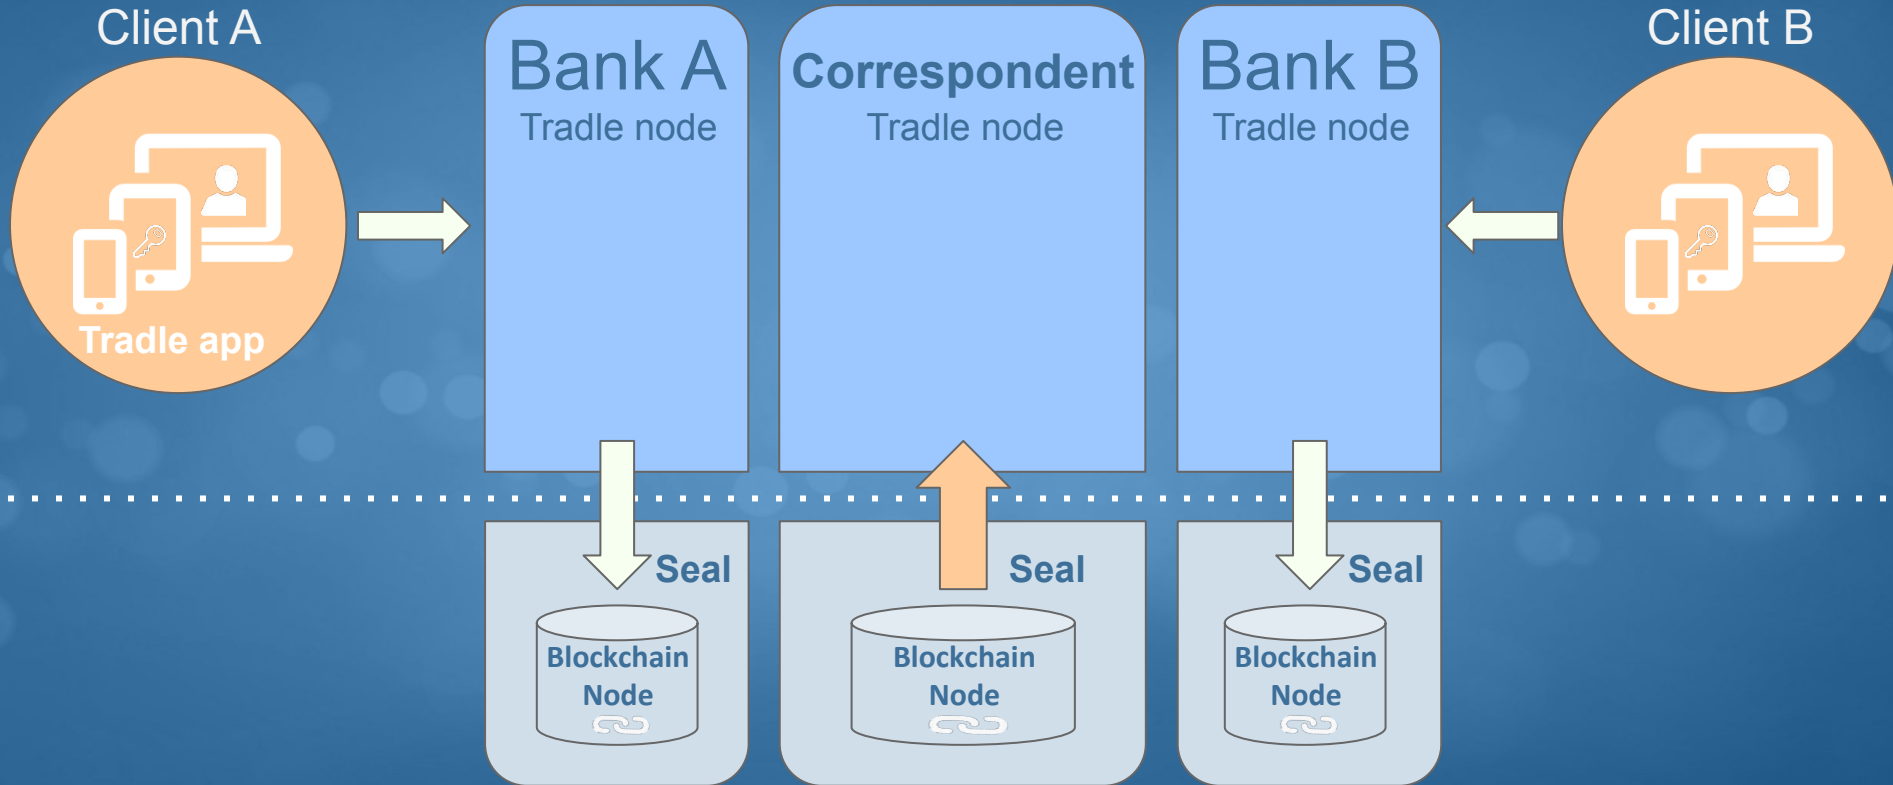 Client A
Tradle app
Bank A
Tradle node
Correspondent
Tradle node
Bank B
Tradle node
Client B
Seal
Blockchain
Node
Seal
Blockchain
Node
Seal
Blockchain
Node